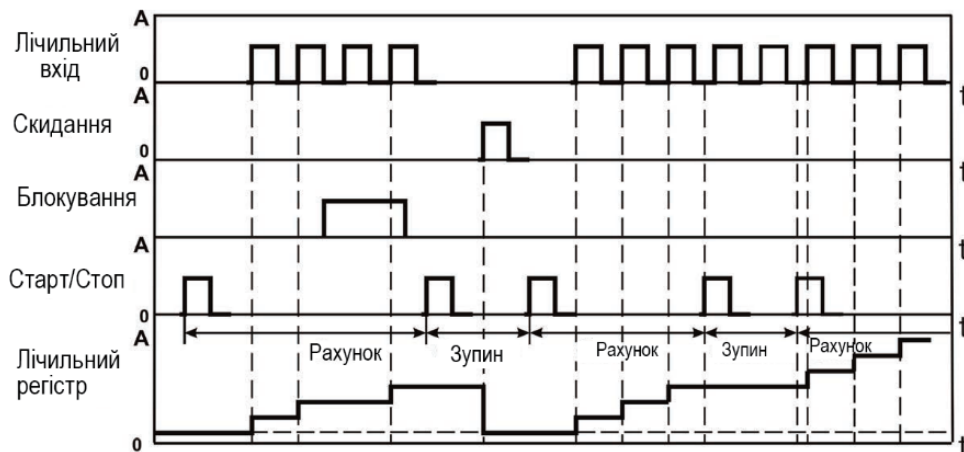 A
Лічильний
вхід
0
t
A
Скидання
0
t
A
Блокування
t
A
Старт/Стоп
0
t
A
Рахунок
Зупин
Рахунок
Зупин
Рахунок
Лічильний
регістр
0
t